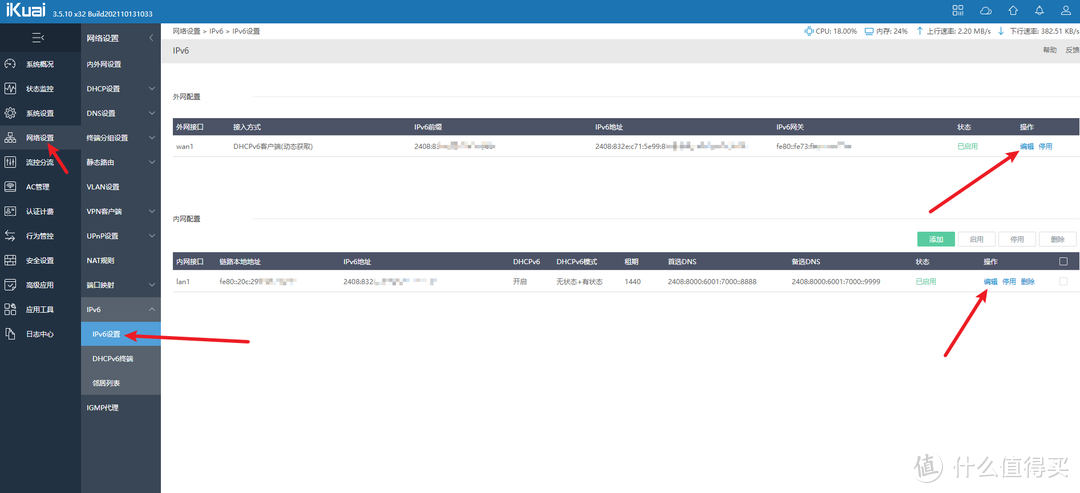 iKuai 3.5.10 x32 Build202110131033
网络设置
网络设置 > IPv6 > IPv6设置
CPU: 18.00% 内存: 24% 上行速率: 2.20 MB/s 下行速率: 382.51 KB/s
IPv6
帮助 反馈
系统概况
状态监控
系统设置
网络设置
流控分流
AC管理
认证计费
行为管控
安全设置
高级应用
应用工具
日志中心
内外网设置
DHCP设置
DNS设置
终端分组设置
静态路由
VLAN设置
VPN客户端
UPnP设置
NAT规则
端口映射
IPv6
IPv6设置
DHCPv6终端
邻居列表
IGMP代理
外网配置
外网接口 接入方式 IPv6前缀 IPv6地址 IPv6网关 状态 操作
wan1 DHCPv6客户端(动态获取) 2408:83 2408:832e:c71:5e99:8 fe80::fe73:f 已启用 编辑 停用
内网配置
添加 启用 停用 删除
内网接口 链路本地地址 IPv6地址 DHCPv6 DHCPv6模式 租期 首选DNS 备选DNS 状态 操作
lan1 fe80::20c:29 2408:832 开启 无状态+有状态 1440 2408:8000:6001:7000::8888 2408:8000:6001:7000::9999 已启用 编辑 停用 删除
值 什么值得买